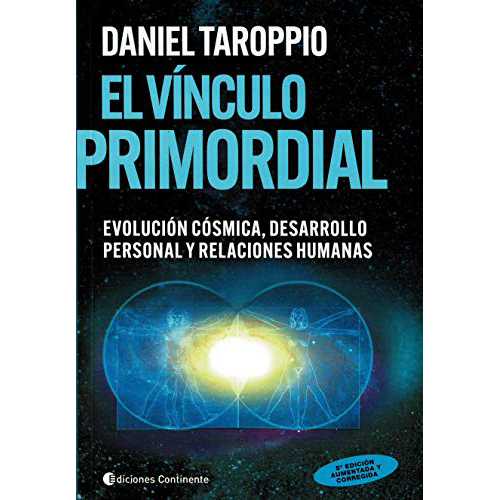 DANIEL TAROPPIO
EL VÍNCULO
PRIMORDIAL
EVOLUCIÓN CÓSMICA, DESARROLLO
PERSONAL Y RELACIONES HUMANAS
5ª EDICIÓN
AUMENTADA Y
CORREGIDA
Ediciones Continente